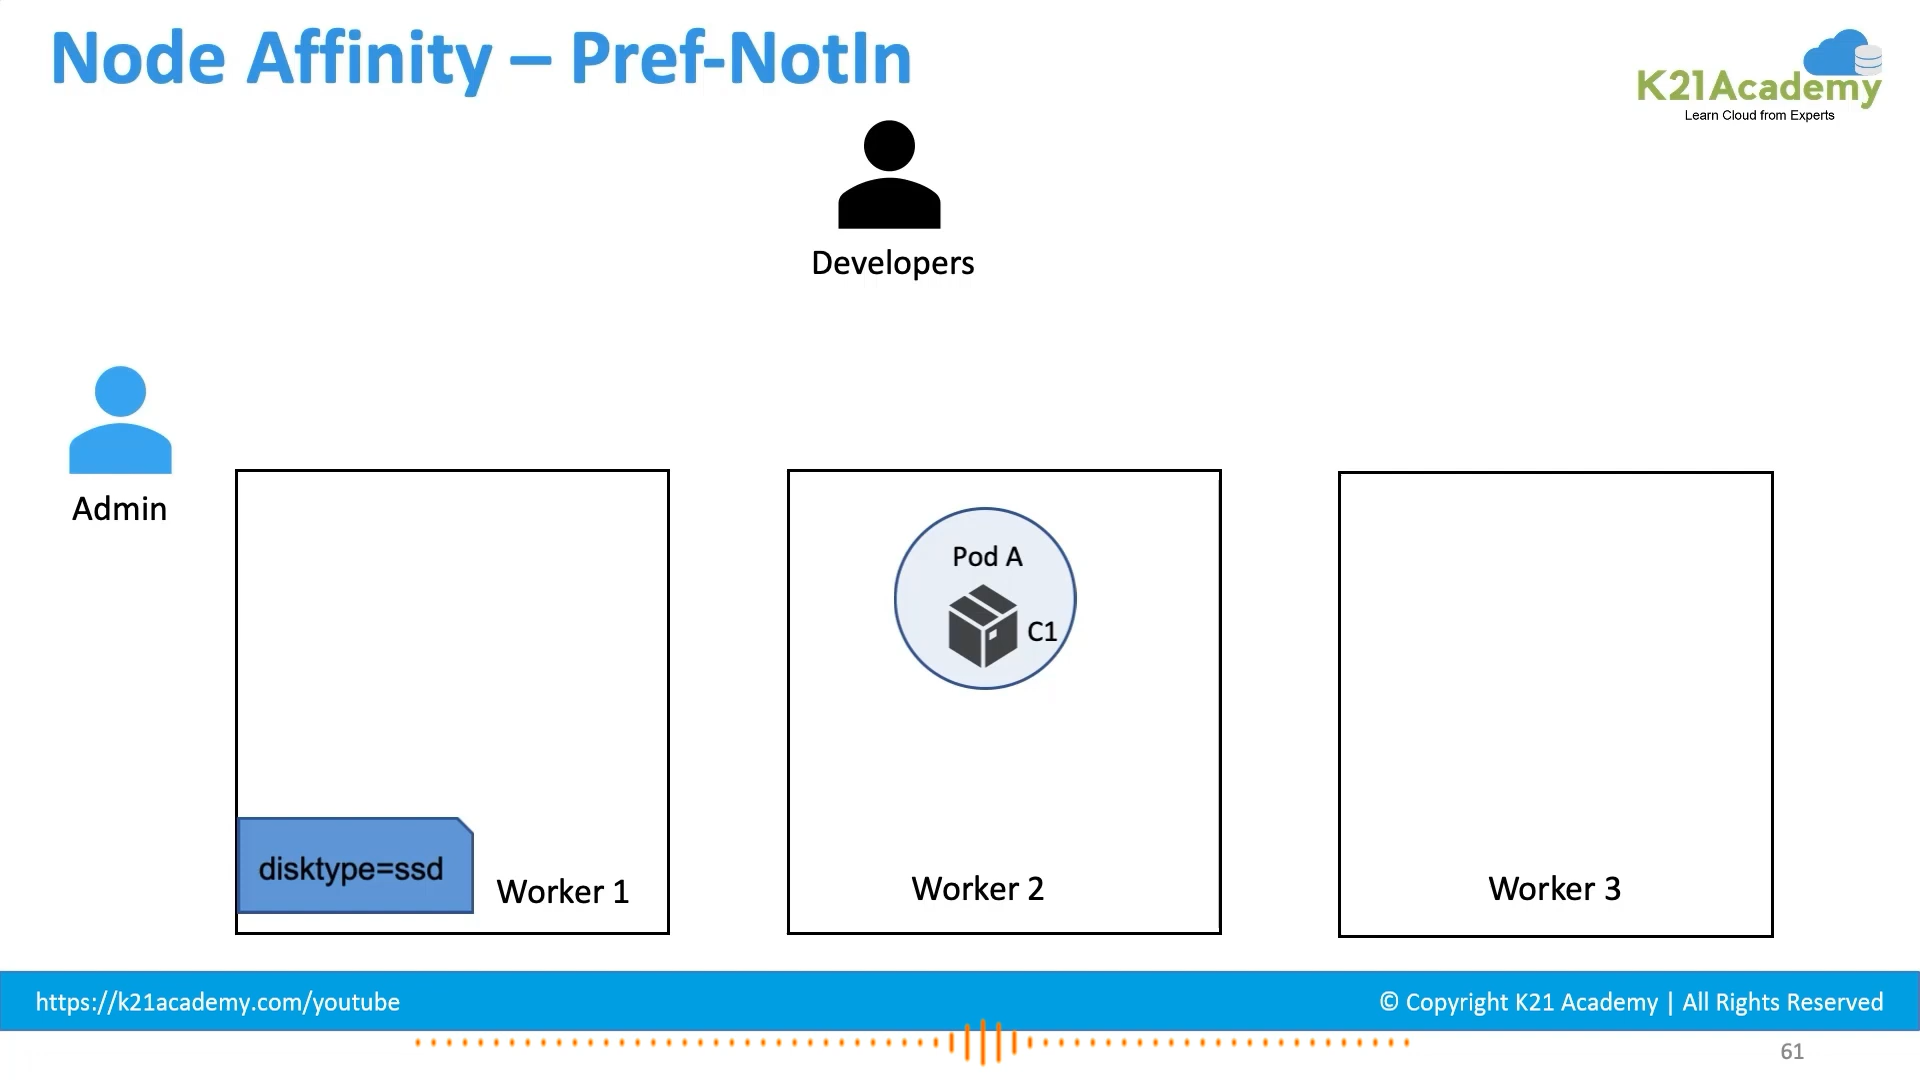 Node Affinity – Pref-NotIn
K21Academy
Learn Cloud from Experts
Developers
Admin
Pod A
C1
disktype=ssd
Worker 1
Worker 2
Worker 3
https://k21academy.com/youtube
© Copyright K21 Academy | All Rights Reserved
61